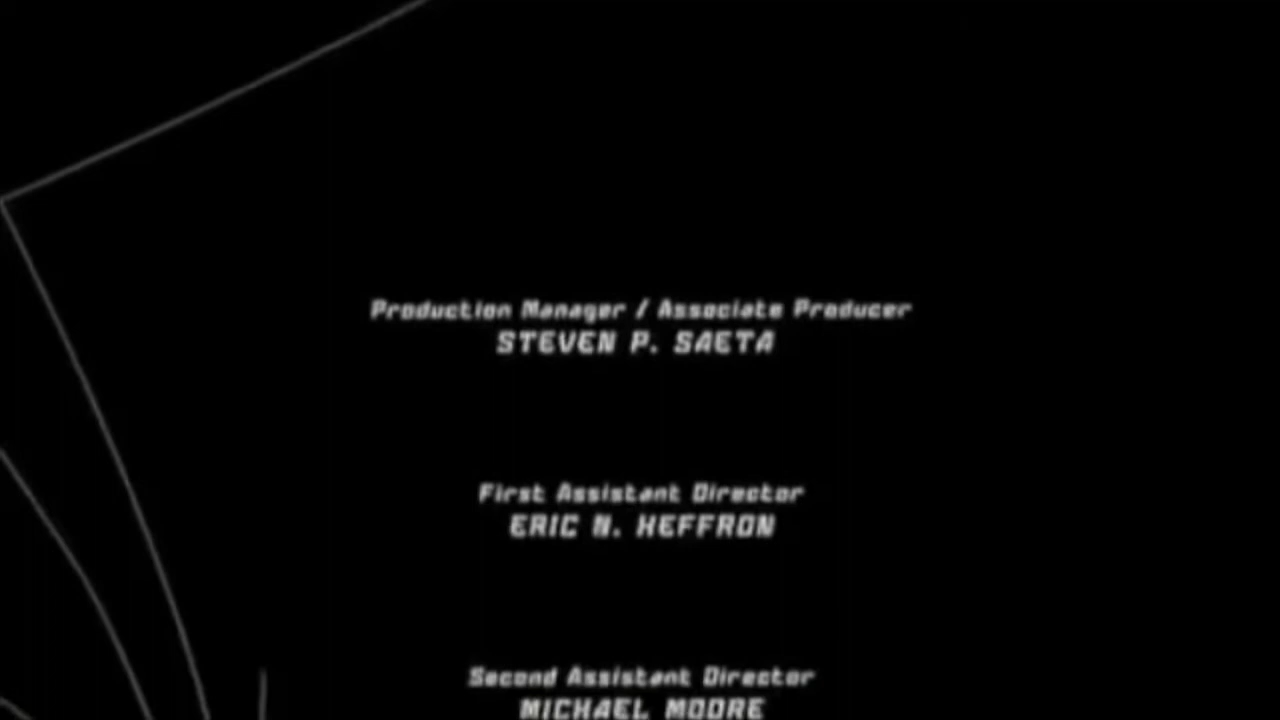 Production Manager / Associate Producer
STEVEN P. SAETA
First Assistant Director
ERIC N. HEFFRON
Second Assistant Director
MICHAEL MOORE